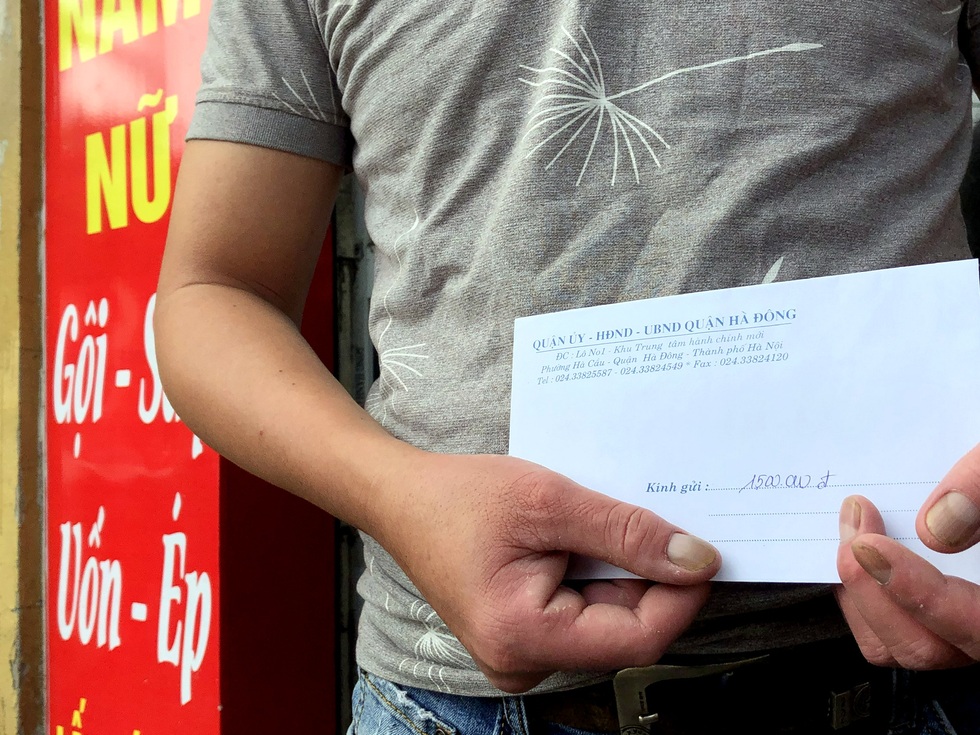 NAM
NỮ
Gội -
Uốn - Ép
QUẬN ỦY - HĐND - UBND QUẬN HÀ ĐÔNG
ĐC : Lô No1 - Khu Trung tâm hành chính mới
Phường Hà Cầu - Quận Hà Đông - Thành phố Hà Nội
Tel : 024.33825587 - 024.33824549 * Fax : 024.33824120
Kính gửi : 1500 000 đ